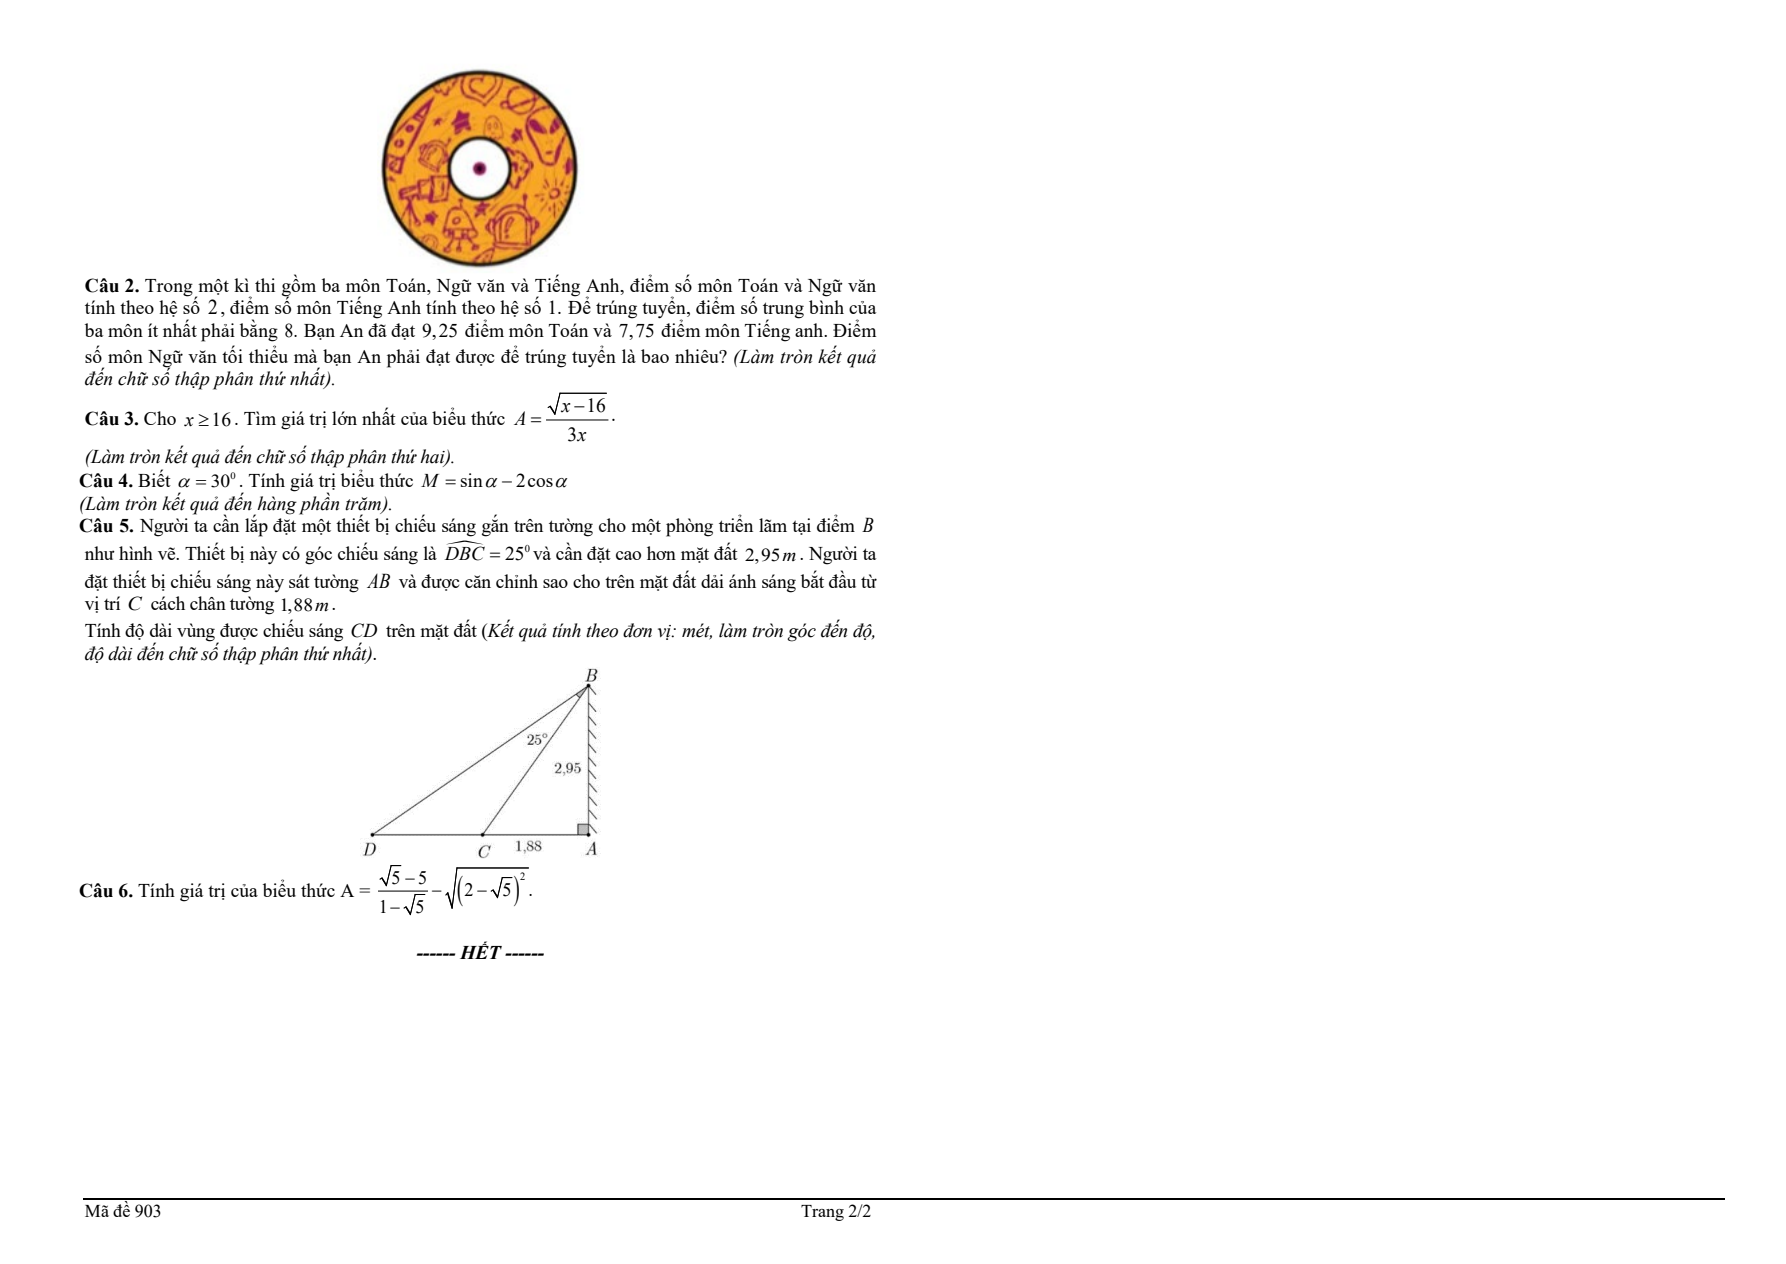 Câu 2. Trong một kì thi gồm ba môn Toán, Ngữ văn và Tiếng Anh, điểm số môn Toán và Ngữ văn
tính theo hệ số 2, điểm số môn Tiếng Anh tính theo hệ số 1. Để trúng tuyển, điểm số trung bình của
ba môn ít nhất phải bằng 8. Bạn An đã đạt 9,25 điểm môn Toán và 7,75 điểm môn Tiếng anh. Điểm
số môn Ngữ văn tối thiểu mà bạn An phải đạt được để trúng tuyển là bao nhiêu? (Làm tròn kết quả
đến chữ số thập phân thứ nhất).
Câu 3. Cho x ≥ 16. Tìm giá trị lớn nhất của biểu thức A = \frac{\sqrt{x-16}}{3x}.
(Làm tròn kết quả đến chữ số thập phân thứ hai).
Câu 4. Biết α = 30⁰. Tính giá trị biểu thức M = sin α − 2cos α
(Làm tròn kết quả đến hàng phần trăm).
Câu 5. Người ta cần lắp đặt một thiết bị chiếu sáng gắn trên tường cho một phòng triển lãm tại điểm B
như hình vẽ. Thiết bị này có góc chiếu sáng là \widehat{DBC} = 25⁰ và cần đặt cao hơn mặt đất 2,95m. Người ta
đặt thiết bị chiếu sáng này sát tường AB và được căn chỉnh sao cho trên mặt đất dải ánh sáng bắt đầu từ
vị trí C cách chân tường 1,88m.
Tính độ dài vùng được chiếu sáng CD trên mặt đất (Kết quả tính theo đơn vị: mét, làm tròn góc đến độ,
độ dài đến chữ số thập phân thứ nhất).
B
25°
2,95
D C 1,88 A
Câu 6. Tính giá trị của biểu thức A = \frac{\sqrt{5}-5}{1-\sqrt{5}} - \sqrt{(2-\sqrt{5})^2}.
------ HẾT ------
Mã đề 903 Trang 2/2